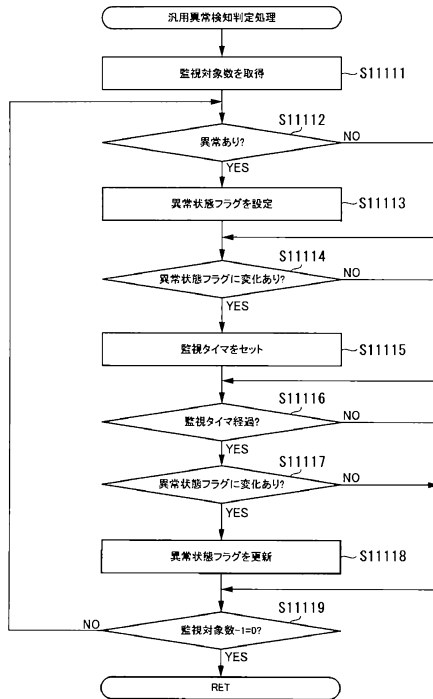 汎用異常検知判定処理
監視対象数を取得
S11111
S11112
異常あり?
NO
YES
異常状態フラグを設定
S11113
S11114
異常状態フラグに変化あり?
NO
YES
監視タイマをセット
S11115
S11116
監視タイマ経過?
NO
YES
S11117
異常状態フラグに変化あり?
NO
YES
異常状態フラグを更新
S11118
S11119
NO
監視対象数-1=0?
YES
RET